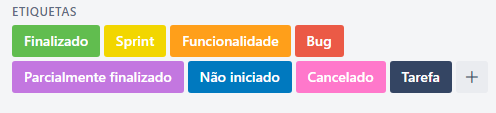 ETIQUETAS
Finalizado Sprint Funcionalidade Bug
Parcialmente finalizado Não iniciado Cancelado Tarefa +